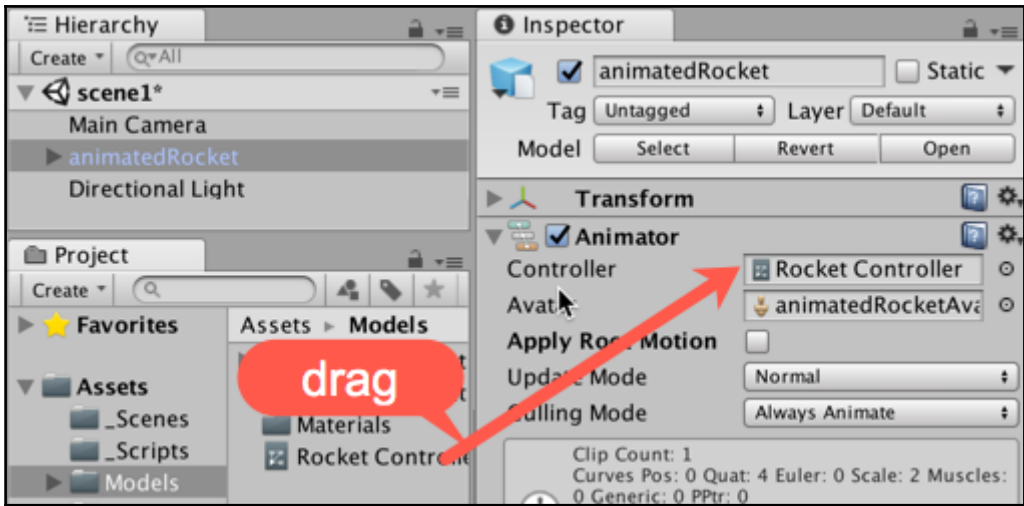 Hierarchy
Create
All
scene1*
Main Camera
animatedRocket
Directional Light
Project
Create
Favorites
Assets
_Scenes
_Scripts
Models
Assets ▸ Models
drag
Materials
Rocket Controlle
Inspector
animatedRocket
Static
Tag Untagged Layer Default
Model Select Revert Open
Transform
Animator
Controller Rocket Controller
Avat animatedRocketAva
Apply Root Motion
Update Mode Normal
Culling Mode Always Animate
Clip Count: 1
Curves Pos: 0 Quat: 4 Euler: 0 Scale: 2 Muscles:
0 Generic: 0 PPtr: 0